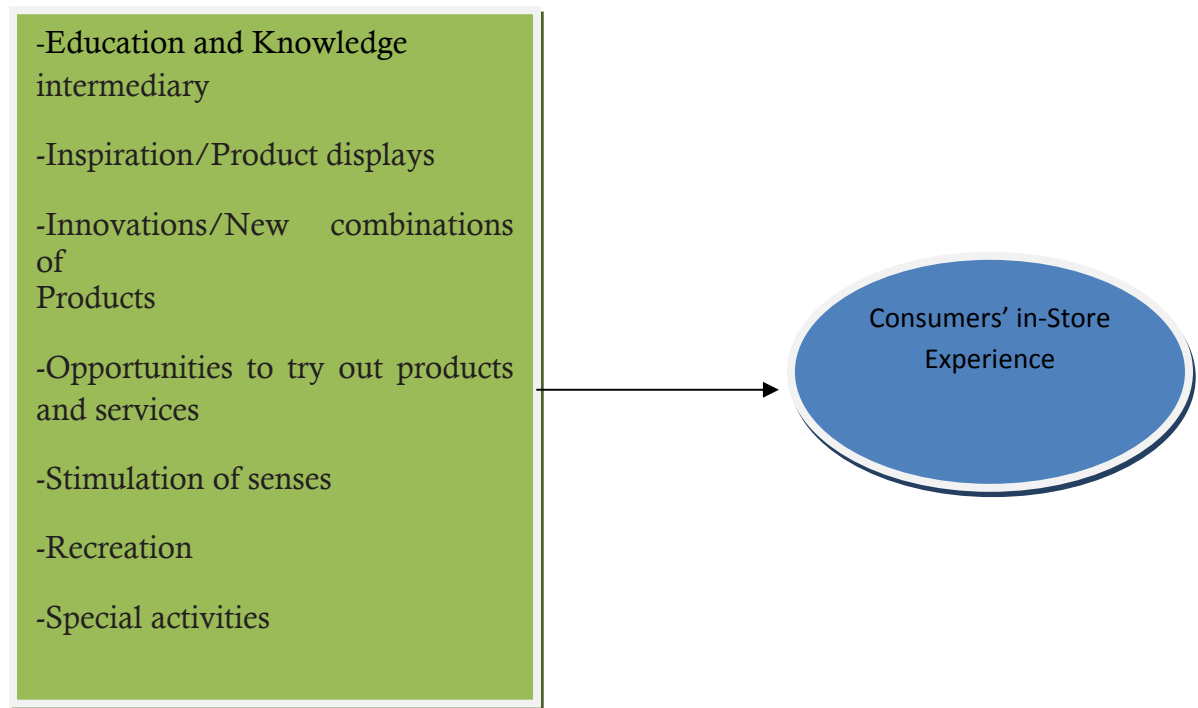 -Education and Knowledge
intermediary
-Inspiration/Product displays
-Innovations/New combinations
of
Products
-Opportunities to try out products
and services
-Stimulation of senses
-Recreation
-Special activities
Consumers’ in-Store
Experience